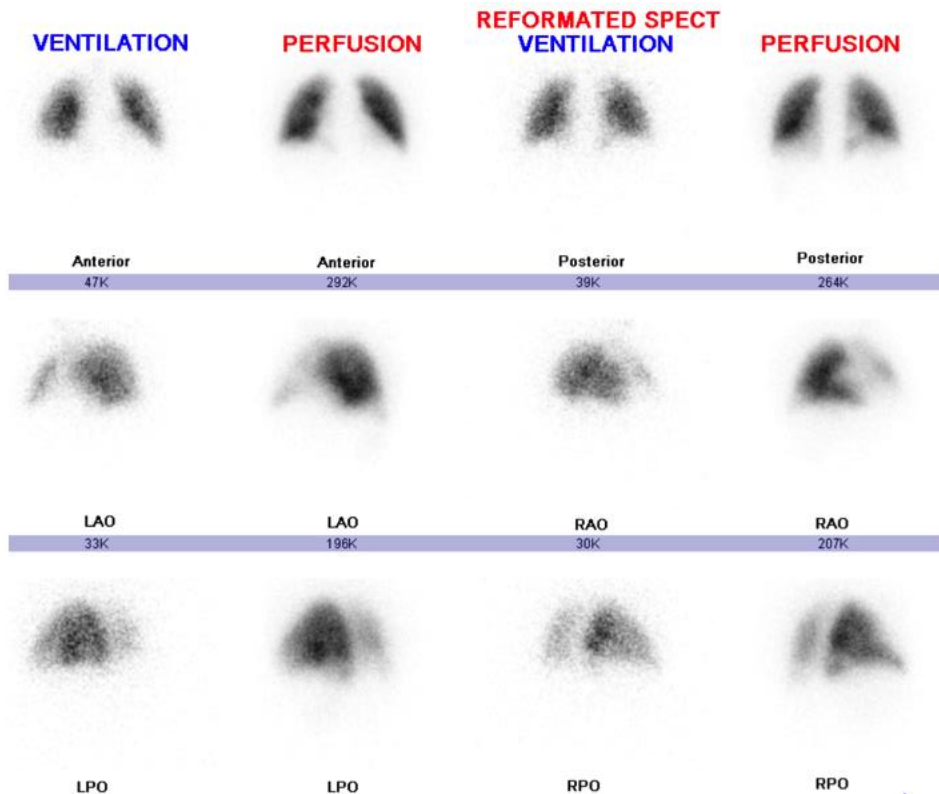 REFORMATED SPECT
VENTILATION PERFUSION VENTILATION PERFUSION
Anterior Anterior Posterior Posterior
47K 292K 39K 264K
LAO LAO RAO RAO
33K 196K 30K 207K
LPO LPO RPO RPO